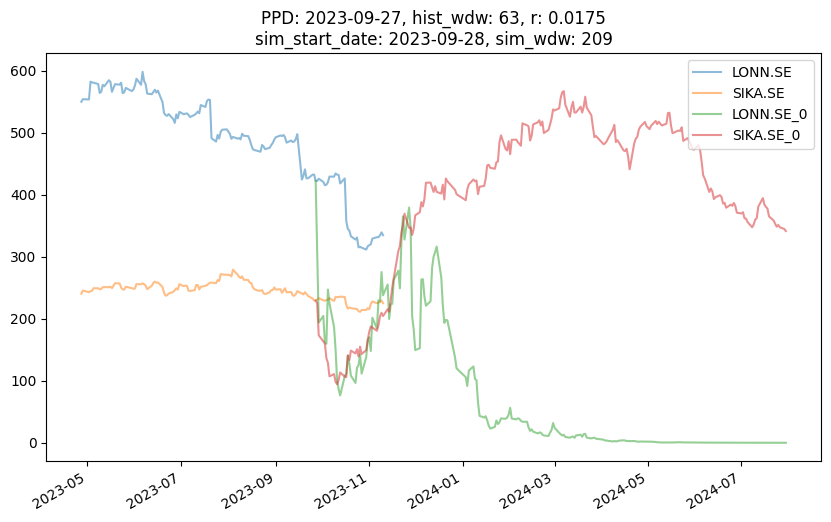 PPD: 2023-09-27, hist_wdw: 63, r: 0.0175
sim_start_date: 2023-09-28, sim_wdw: 209
LONN.SE
SIKA.SE
LONN.SE_0
SIKA.SE_0
600
500
400
300
200
100
0
2023-05
2023-07
2023-09
2023-11
2024-01
2024-03
2024-05
2024-07